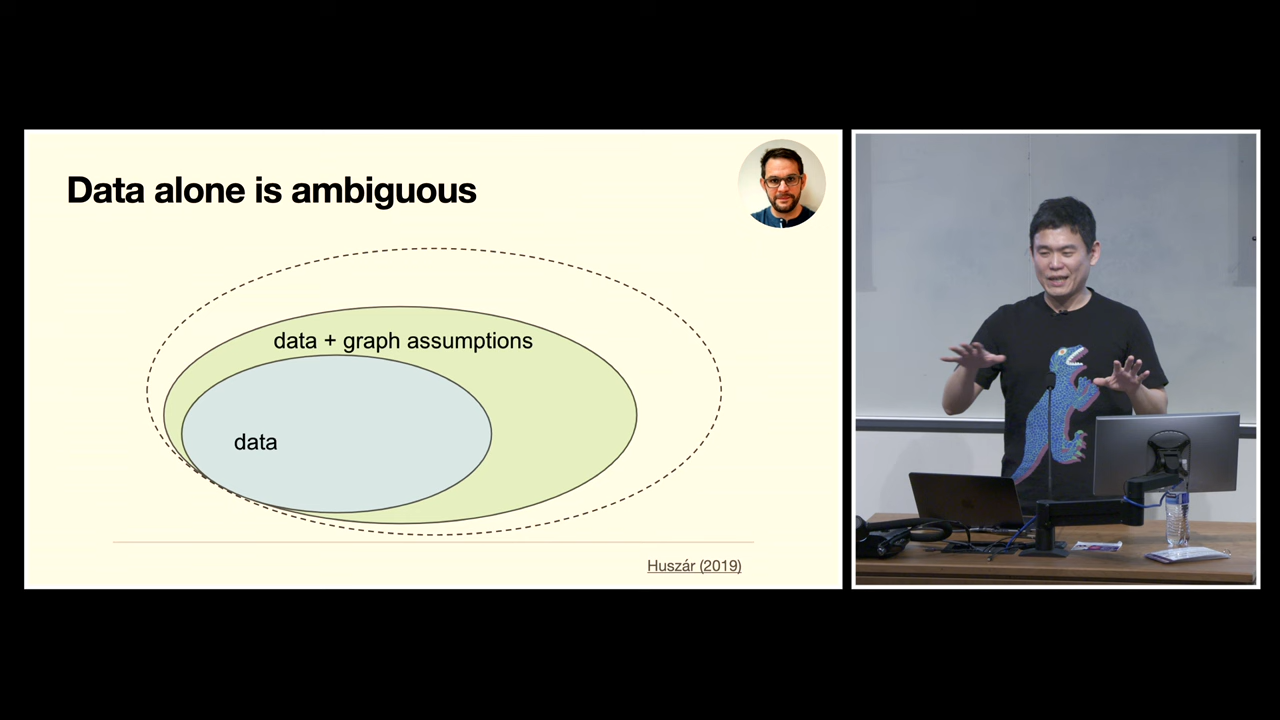 Data alone is ambiguous
data + graph assumptions
data
Huszár (2019)